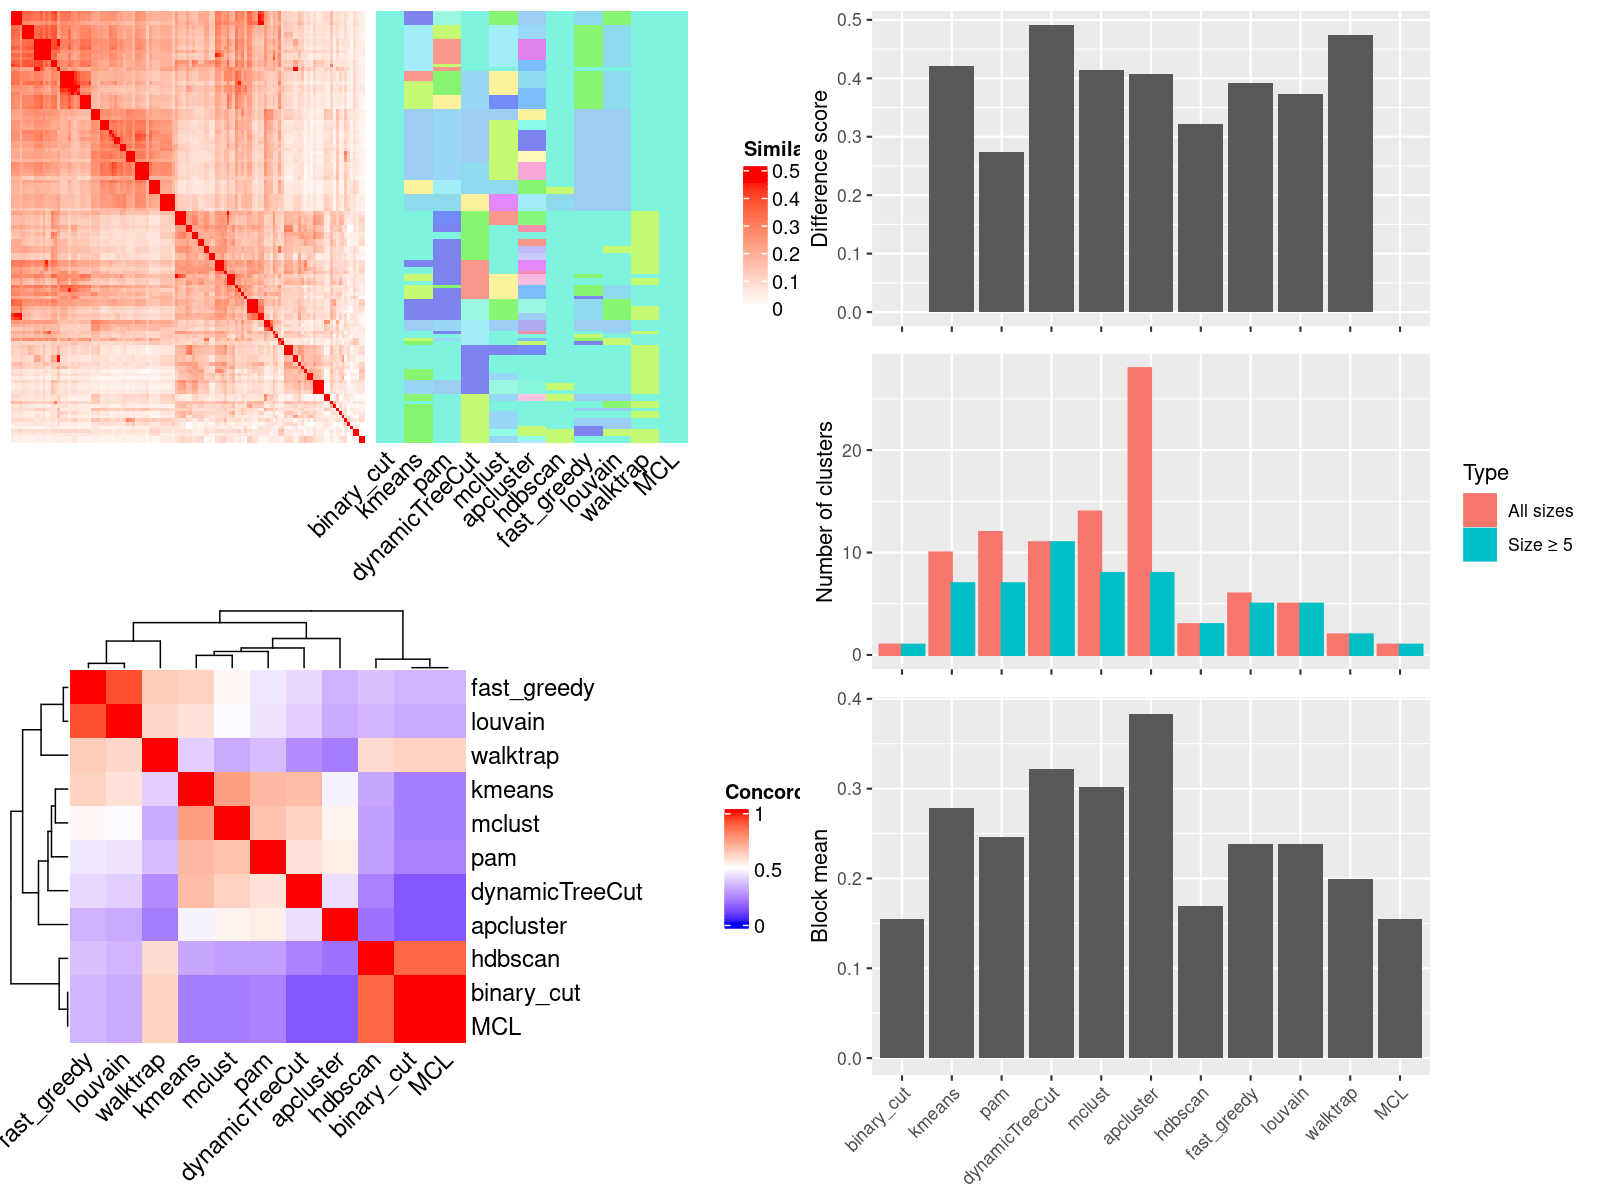 Simila
0.5
0.4
0.3
0.2
0.1
0
binary_cut
kmeans
pam
dynamicTreeCut
mclust
apcluster
hdbscan
fast_greedy
louvain
walktrap
MCL
fast_greedy
louvain
walktrap
kmeans
mclust
pam
dynamicTreeCut
apcluster
hdbscan
binary_cut
MCL
fast_greedy
louvain
walktrap
kmeans
mclust
pam
dynamicTreeCut
apcluster
hdbscan
binary_cut
MCL
Concord
1
0.5
0
Difference score
0.5
0.4
0.3
0.2
0.1
0.0
Number of clusters
20
10
0
Type
All sizes
Size ≥ 5
Block mean
0.4
0.3
0.2
0.1
0.0
binary_cut
kmeans
pam
dynamicTreeCut
mclust
apcluster
hdbscan
fast_greedy
louvain
walktrap
MCL